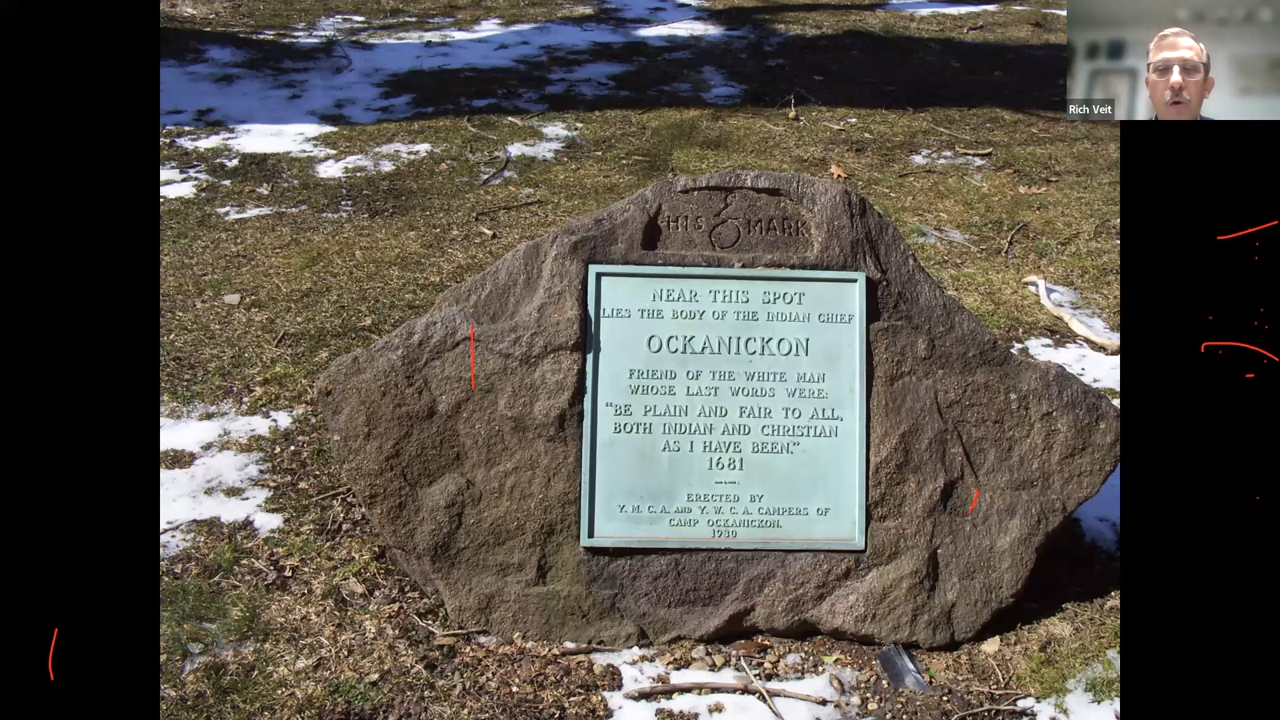 Rich Veit
HIS MARK
NEAR THIS SPOT
LIES THE BODY OF THE INDIAN CHIEF
OCKANICKON
FRIEND OF THE WHITE MAN
WHOSE LAST WORDS WERE:
"BE PLAIN AND FAIR TO ALL,
BOTH INDIAN AND CHRISTIAN
AS I HAVE BEEN."
1681
ERECTED BY
Y. M. C. A. AND Y. W. C. A. CAMPERS OF
CAMP OCKANICKON.
1930